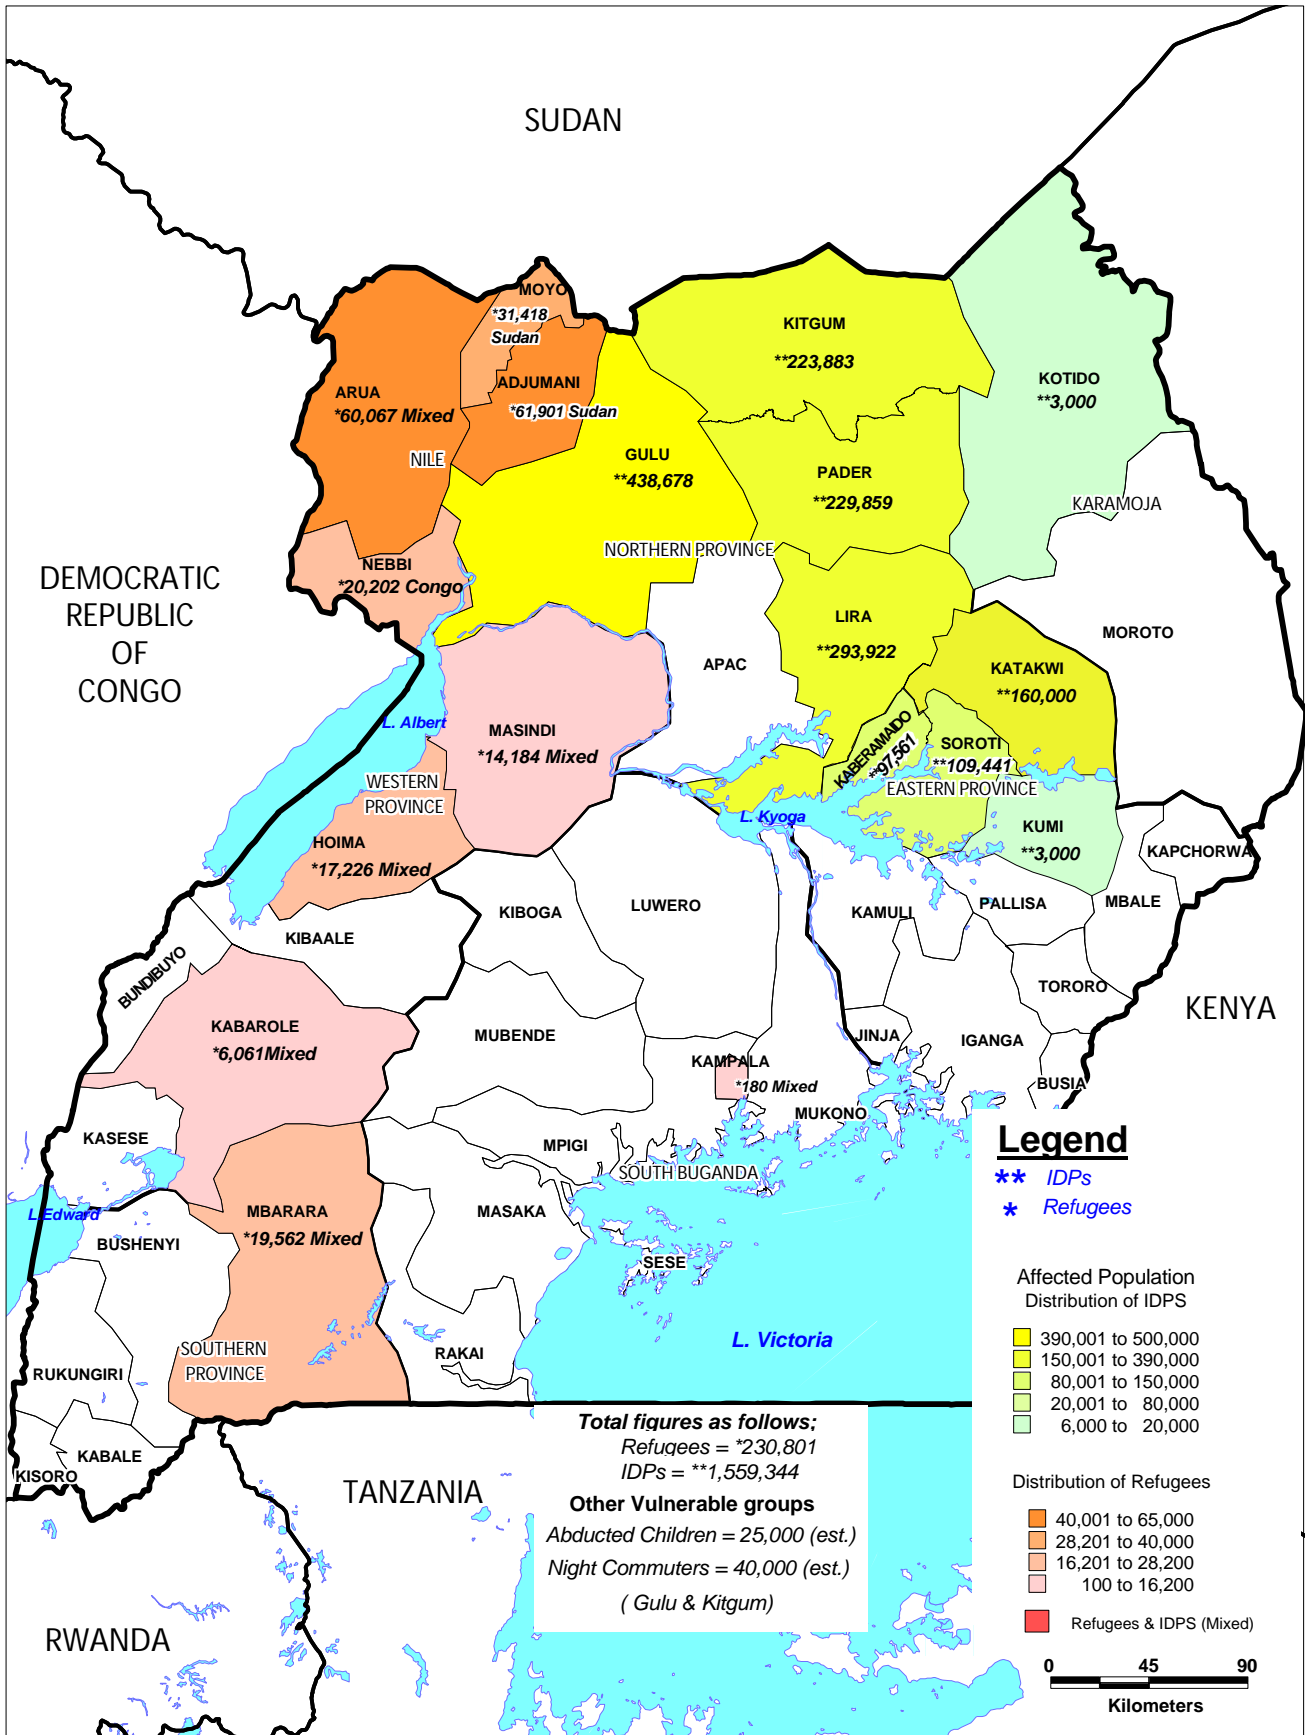 SUDAN
MOYO
*31,418
Sudan
KITGUM
**223,883
ARUA
*60,067 Mixed
ADJUMANI
*61,901 Sudan
KOTIDO
**3,000
NILE
GULU
**438,678
PADER
**229,859
KARAMOJA
NORTHERN PROVINCE
NEBBI
*20,202 Congo
DEMOCRATIC
REPUBLIC
OF
CONGO
LIRA
**293,922
MOROTO
APAC
KATAKWI
**160,000
L. Albert
MASINDI
*14,184 Mixed
KABERAMAIDO
**97,561
SOROTI
**109,441
WESTERN
PROVINCE
EASTERN PROVINCE
L. Kyoga
HOIMA
*17,226 Mixed
KUMI
**3,000
KAPCHORWA
KIBOGA
LUWERO
KAMULI
PALLISA
MBALE
KIBAALE
BUNDIBUYO
TORORO
KENYA
KABAROLE
*6,061Mixed
MUBENDE
JINJA
IGANGA
KAMPALA
*180 Mixed
BUSIA
MUKONO
KASESE
MPIGI
SOUTH BUGANDA
L.Edward
MBARARA
*19,562 Mixed
MASAKA
BUSHENYI
SESE
L. Victoria
SOUTHERN
PROVINCE
RAKAI
RUKUNGIRI
KABALE
KISORO
TANZANIA
RWANDA
Total figures as follows;
Refugees = *230,801
IDPs = **1,559,344
Other Vulnerable groups
Abducted Children = 25,000 (est.)
Night Commuters = 40,000 (est.)
( Gulu & Kitgum)
Legend
** IDPs
* Refugees
Affected Population
Distribution of IDPS
390,001 to 500,000
150,001 to 390,000
80,001 to 150,000
20,001 to 80,000
6,000 to 20,000
Distribution of Refugees
40,001 to 65,000
28,201 to 40,000
16,201 to 28,200
100 to 16,200
Refugees & IDPS (Mixed)
0 45 90
Kilometers